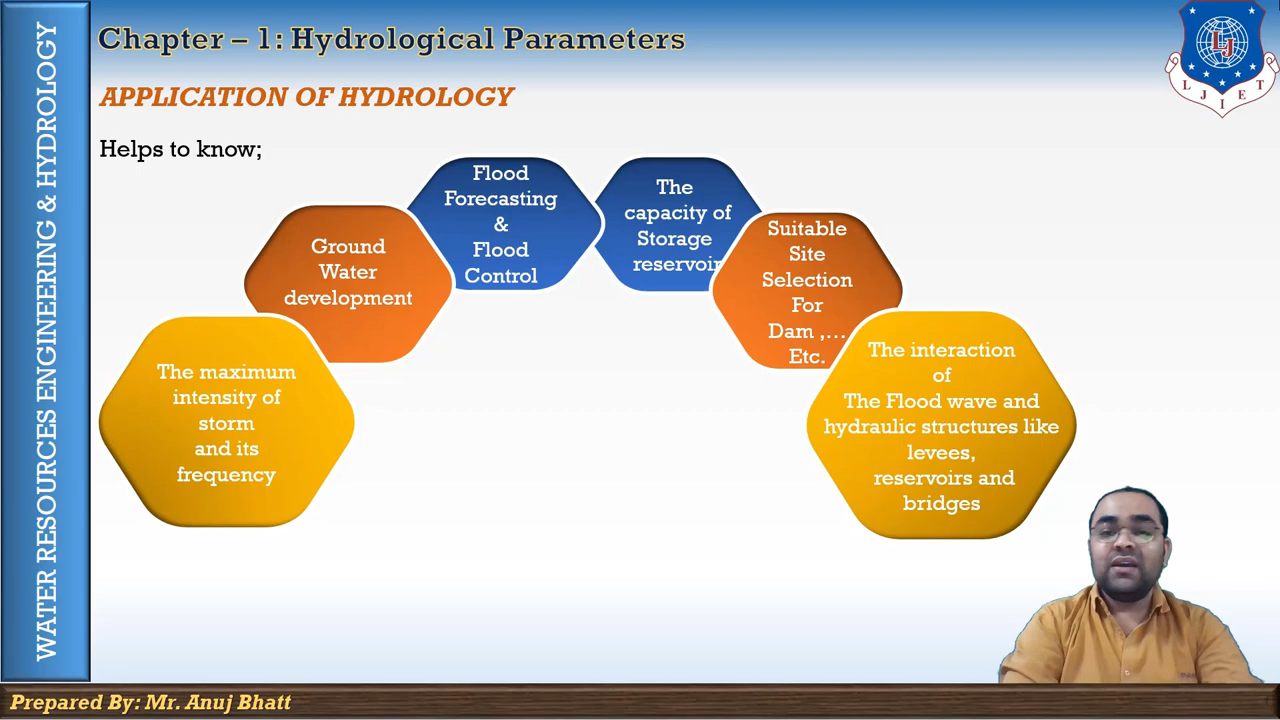 WATER RESOURCES ENGINEERING & HYDROLOGY
Chapter – 1: Hydrological Parameters
LJ
L J I E T
APPLICATION OF HYDROLOGY
Helps to know;
The maximum
intensity of
storm
and its
frequency
Ground
Water
development
Flood
Forecasting
&
Flood
Control
The
capacity of
Storage
reservoir
Suitable
Site
Selection
For
Dam ,...
Etc.
The interaction
of
The Flood wave and
hydraulic structures like
levees,
reservoirs and
bridges
Prepared By: Mr. Anuj Bhatt